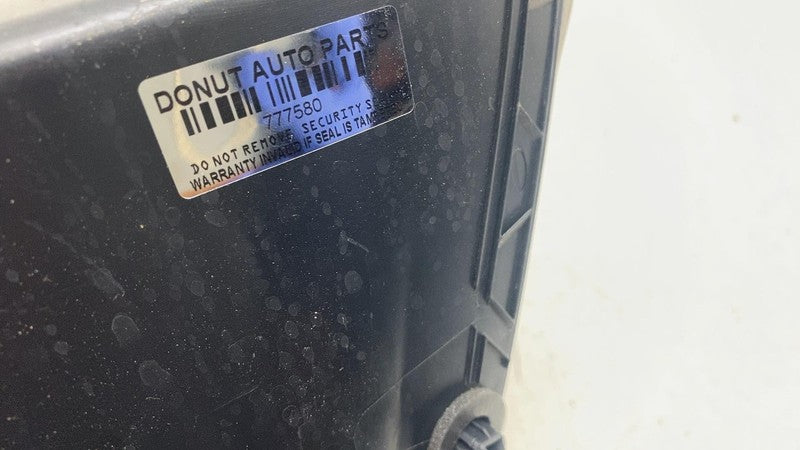 DONUT AUTO PARTS
777580
DO NOT REMOVE SECURITY
WARRANTY INVALID IF SEAL IS